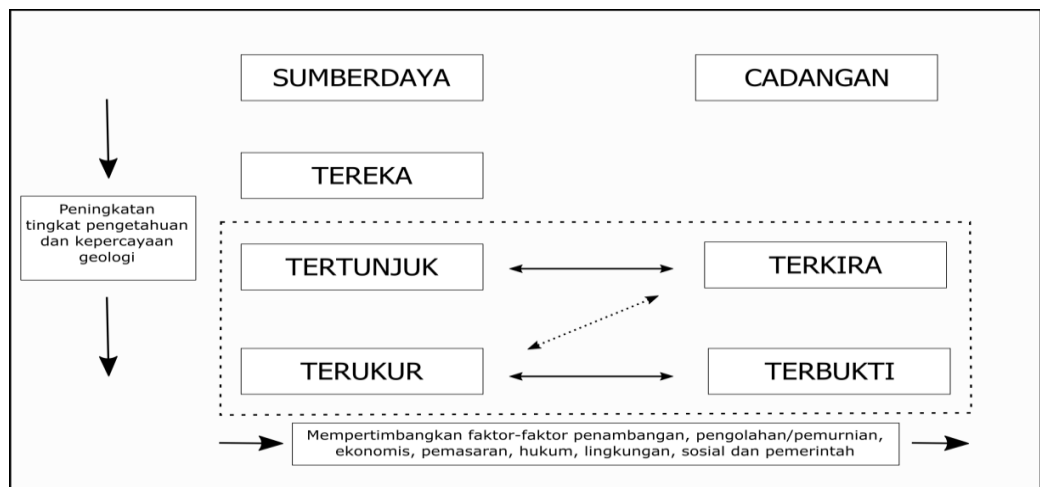 SUMBERDAYA
CADANGAN
TEREKA
Peningkatan
tingkat pengetahuan
dan kepercayaan
geologi
TERTUNJUK
TERKIRA
TERUKUR
TERBUKTI
Mempertimbangkan faktor-faktor penambangan, pengolahan/pemurnian,
ekonomis, pemasaran, hukum, lingkungan, sosial dan pemerintah